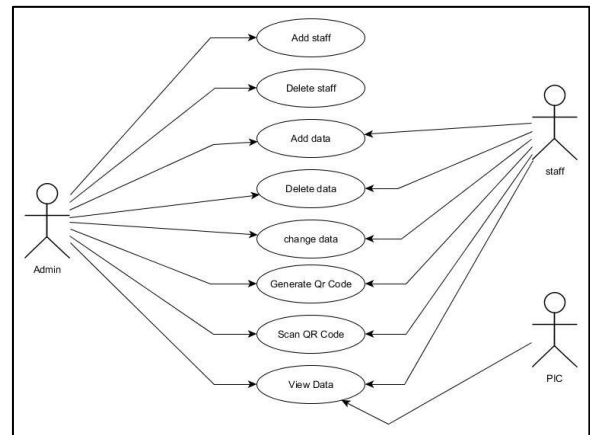 Add staff
Delete staff
Add data
Delete data
change data
Generate Qr Code
Scan QR Code
View Data
Admin
staff
PIC